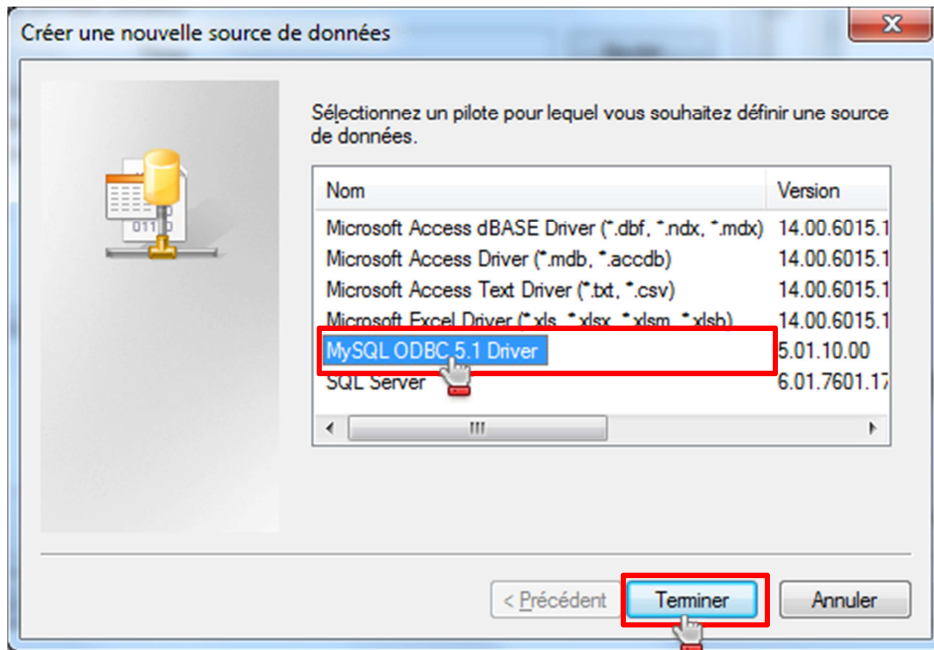 Créer une nouvelle source de données
Sélectionnez un pilote pour lequel vous souhaitez définir une source
de données.
Nom Version
Microsoft Access dBASE Driver (*.dbf, *.ndx, *.mdx) 14.00.6015.1
Microsoft Access Driver (*.mdb, *.accdb) 14.00.6015.1
Microsoft Access Text Driver (*.txt, *.csv) 14.00.6015.1
Microsoft Excel Driver (*.xls, *.xlsx, *.xlsm, *.xlsb) 14.00.6015.1
MySQL ODBC 5.1 Driver 5.01.10.00
SQL Server 6.01.7601.17
< Précédent Terminer Annuler